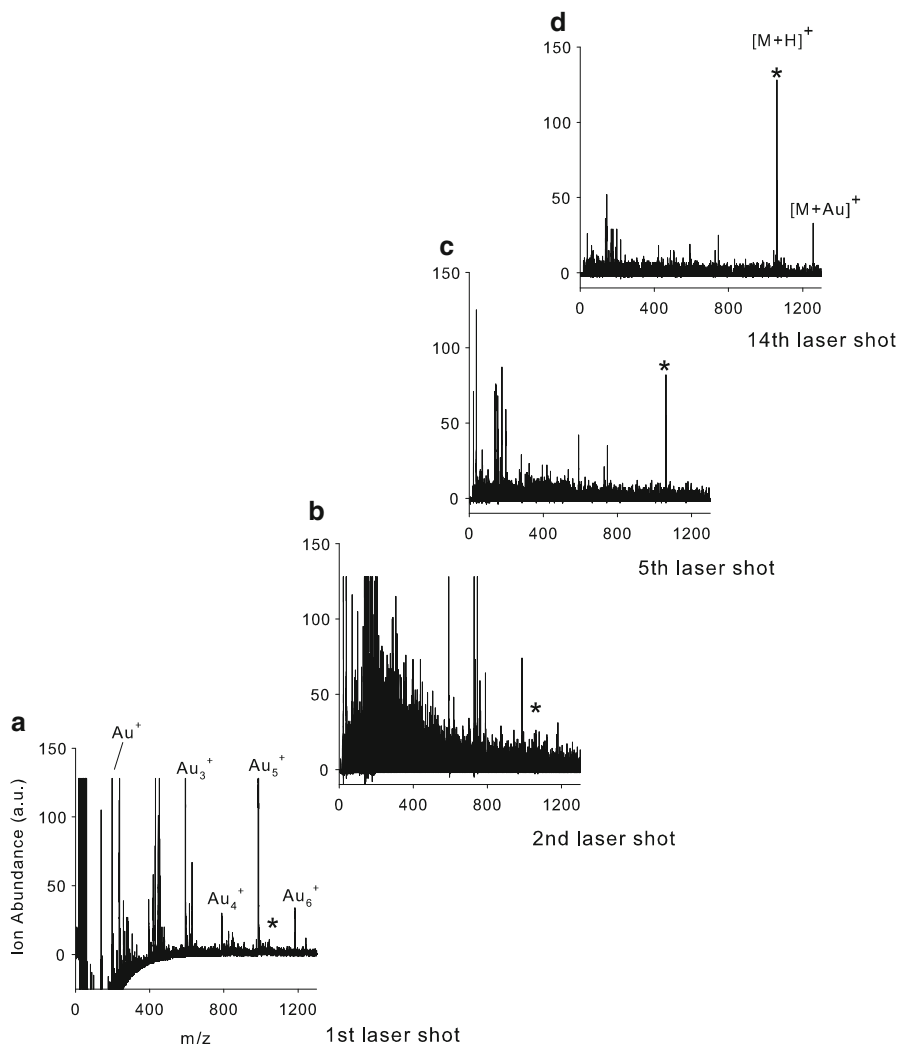 d
[M+H]+
*
150
100
[M+Au]+
50
0
0 400 800 1200
14th laser shot
c
150
100
*
50
0
0 400 800 1200
5th laser shot
b
150
100
50
*
0
0 400 800 1200
2nd laser shot
a
Au+
150
Au3+ Au5+
100
50
Au4+ * Au6+
0
Ion Abundance (a.u.)
0 400 800 1200
m/z
1st laser shot